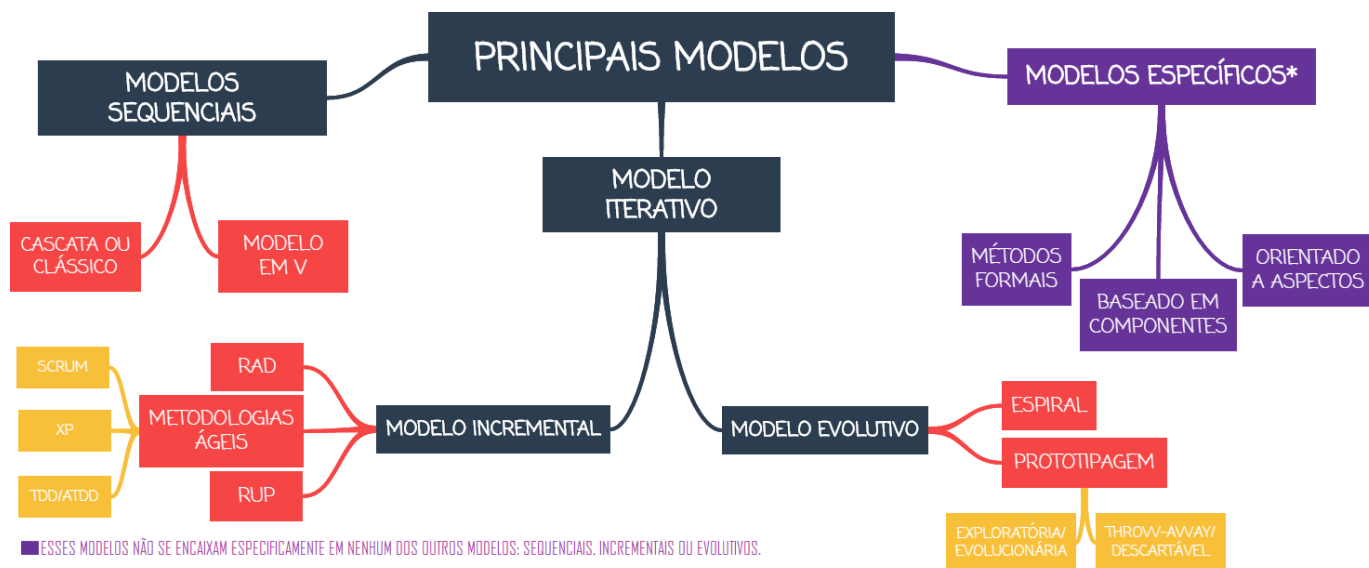 PRINCIPAIS MODELOS
MODELOS
SEQUENCIAIS
MODELOS ESPECÍFICOS*
MODELO
ITERATIVO
CASCATA OU
CLÁSSICO
MODELO
EM V
MÉTODOS
FORMAIS
BASEADO EM
COMPONENTES
ORIENTADO
A ASPECTOS
SCRUM
XP
TDD/ATDD
RAD
METODOLOGIAS
ÁGEIS
RUP
MODELO INCREMENTAL
MODELO EVOLUTIVO
ESPIRAL
PROTOTIPAGEM
EXPLORATÓRIA/
EVOLUCIONÁRIA
THROW-AWAY/
DESCARTÁVEL
ESSES MODELOS NÃO SE ENCAIXAM ESPECIFICAMENTE EM NENHUM DOS OUTROS MODELOS: SEQUENCIAIS, INCREMENTAIS OU EVOLUTIVOS.